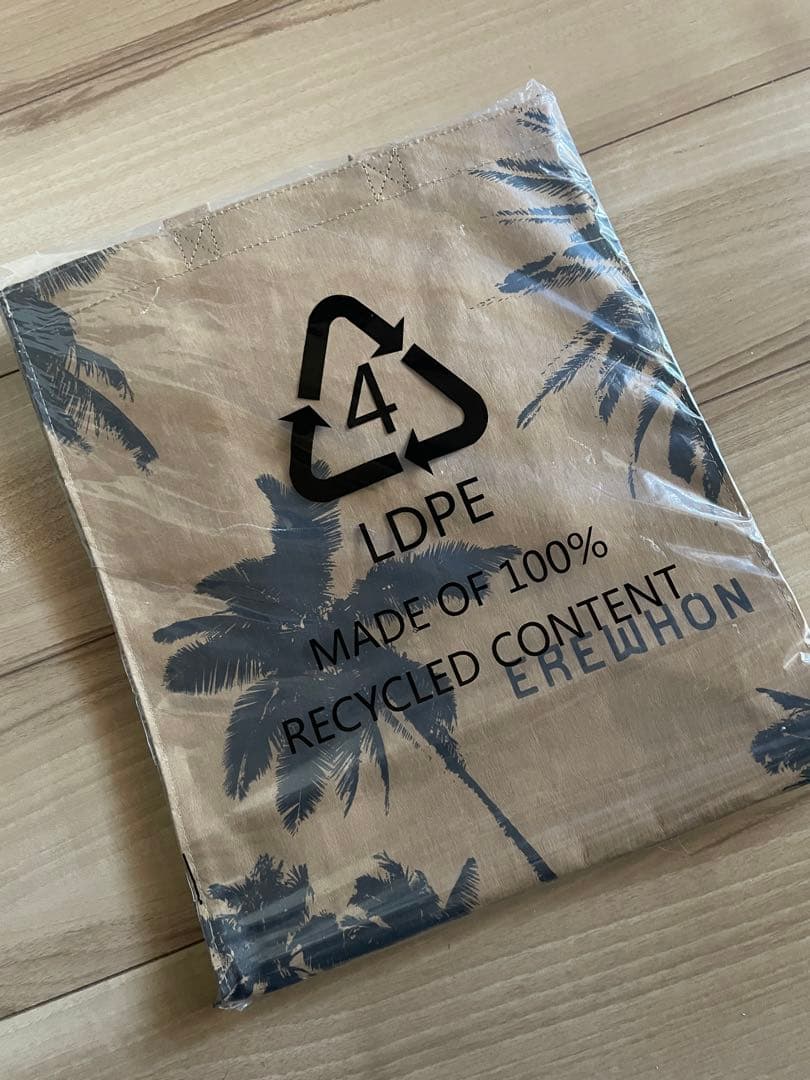 4
LDPE
MADE OF 100%
RECYCLED CONTENT
EREWHON